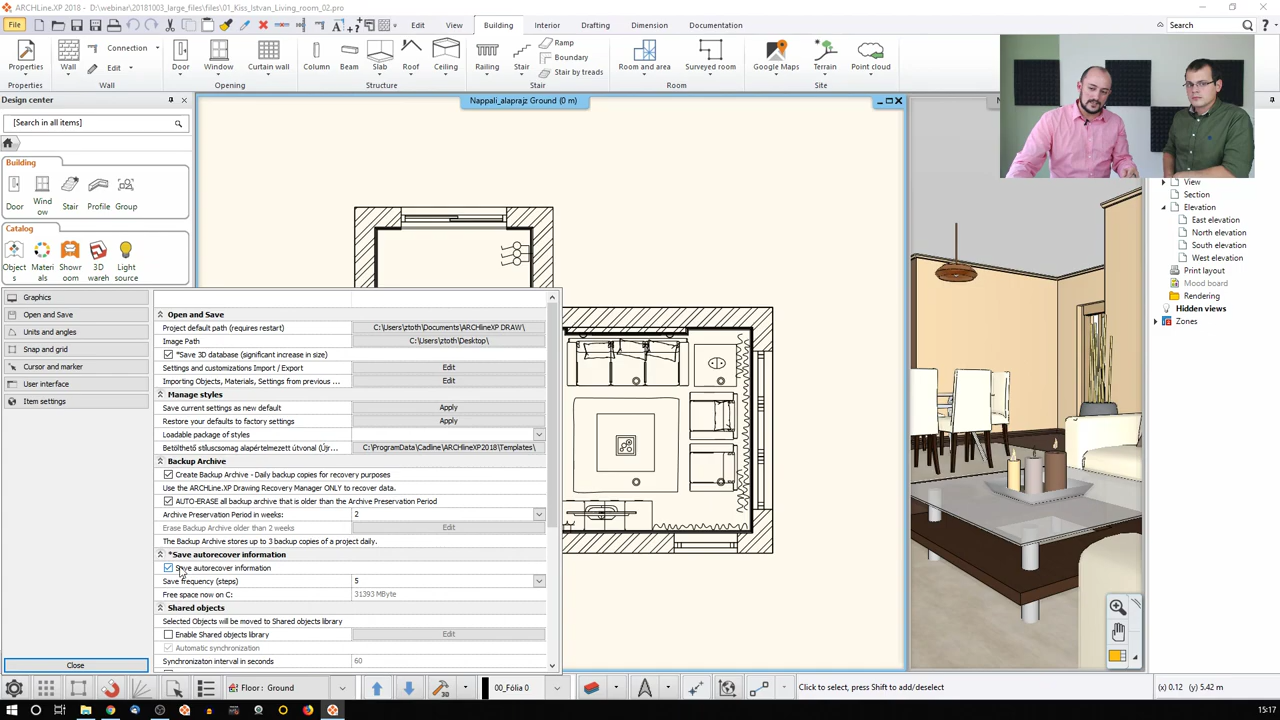 ARCHLine.XP 2018 - D:\webinar\20181003_large_files\files\01_Kiss_Istvan_Living_room_02.pro
File
Edit View Building Interior Drafting Dimension Documentation
Search
Properties Wall Connection Edit Door Window Curtain wall Column Beam Slab Roof Ceiling Railing Stair Ramp Boundary Stair by treads Room and area Surveyed room Google Maps Terrain Point cloud
Properties Wall Opening Structure Stair Room Site
Design center
[Search in all items]
Building
Door Wind ow Stair Profile Group
Catalog
Object s Materi als Show room 3D wareh Light source
Nappali_alaprajz Ground (0 m)
View
Section
Elevation
East elevation
North elevation
South elevation
West elevation
Print layout
Mood board
Rendering
Hidden views
Zones
Graphics
Open and Save
Units and angles
Snap and grid
Cursor and marker
User interface
Item settings
Close
Open and Save
Project default path (requires restart) C:\Users\ztoth\Documents\ARCHlineXP DRAW\
Image Path C:\Users\ztoth\Desktop\
*Save 3D database (significant increase in size)
Settings and customizations Import / Export Edit
Importing Objects, Materials, Settings from previous ... Edit
Manage styles
Save current settings as new default Apply
Restore your defaults to factory settings Apply
Loadable package of styles
Betölthető stíluscsomag alapértelmezett útvonal (Újr... C:\ProgramData\Cadline\ARCHlineXP2018\Templates\
Backup Archive
Create Backup Archive - Daily backup copies for recovery purposes
Use the ARCHLine.XP Drawing Recovery Manager ONLY to recover data.
AUTO-ERASE all backup archive that is older than the Archive Preservation Period
Archive Preservation Period in weeks: 2
Erase Backup Archive older than 2 weeks Edit
The Backup Archive stores up to 3 backup copies of a project daily.
*Save autorecover information
Save autorecover information
Save frequency (steps) 5
Free space now on C: 31393 MByte
Shared objects
Selected Objects will be moved to Shared objects library
Enable Shared objects library Edit
Automatic synchronization
Synchronization interval in seconds 60
Floor : Ground
00_Fólia 0
Click to select, press Shift to add/deselect
(x) 0.12 (y) 5.42 m
15:17